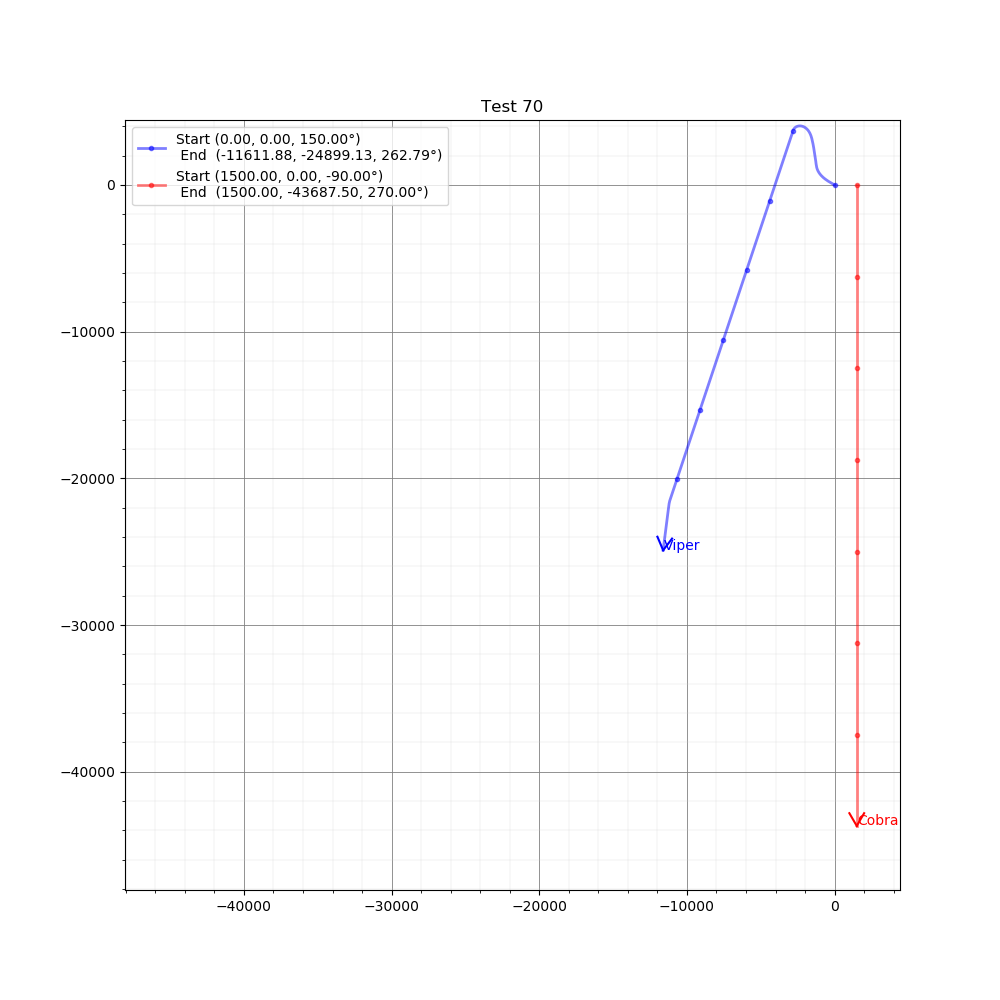 Test 70
Start (0.00, 0.00, 150.00°)
End (-11611.88, -24899.13, 262.79°)
Start (1500.00, 0.00, -90.00°)
End (1500.00, -43687.50, 270.00°)
0
−10000
−20000
−30000
−40000
Viper
Cobra
−40000
−30000
−20000
−10000
0